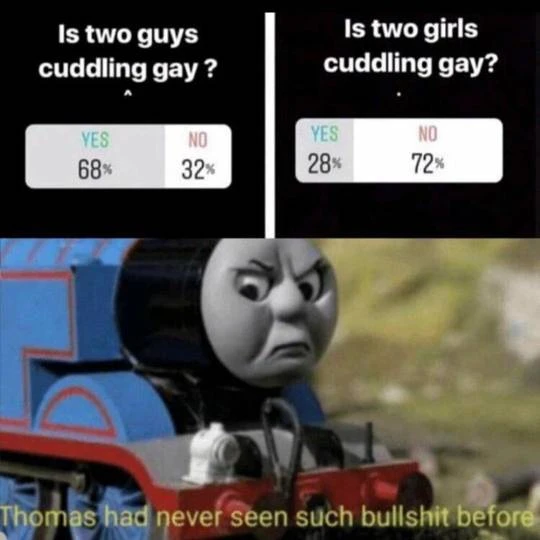 Is two guys
cuddling gay ?
YES
NO
68%
32%
Is two girls
cuddling gay?
YES
NO
28%
72%
Thomas had never seen such bullshit before